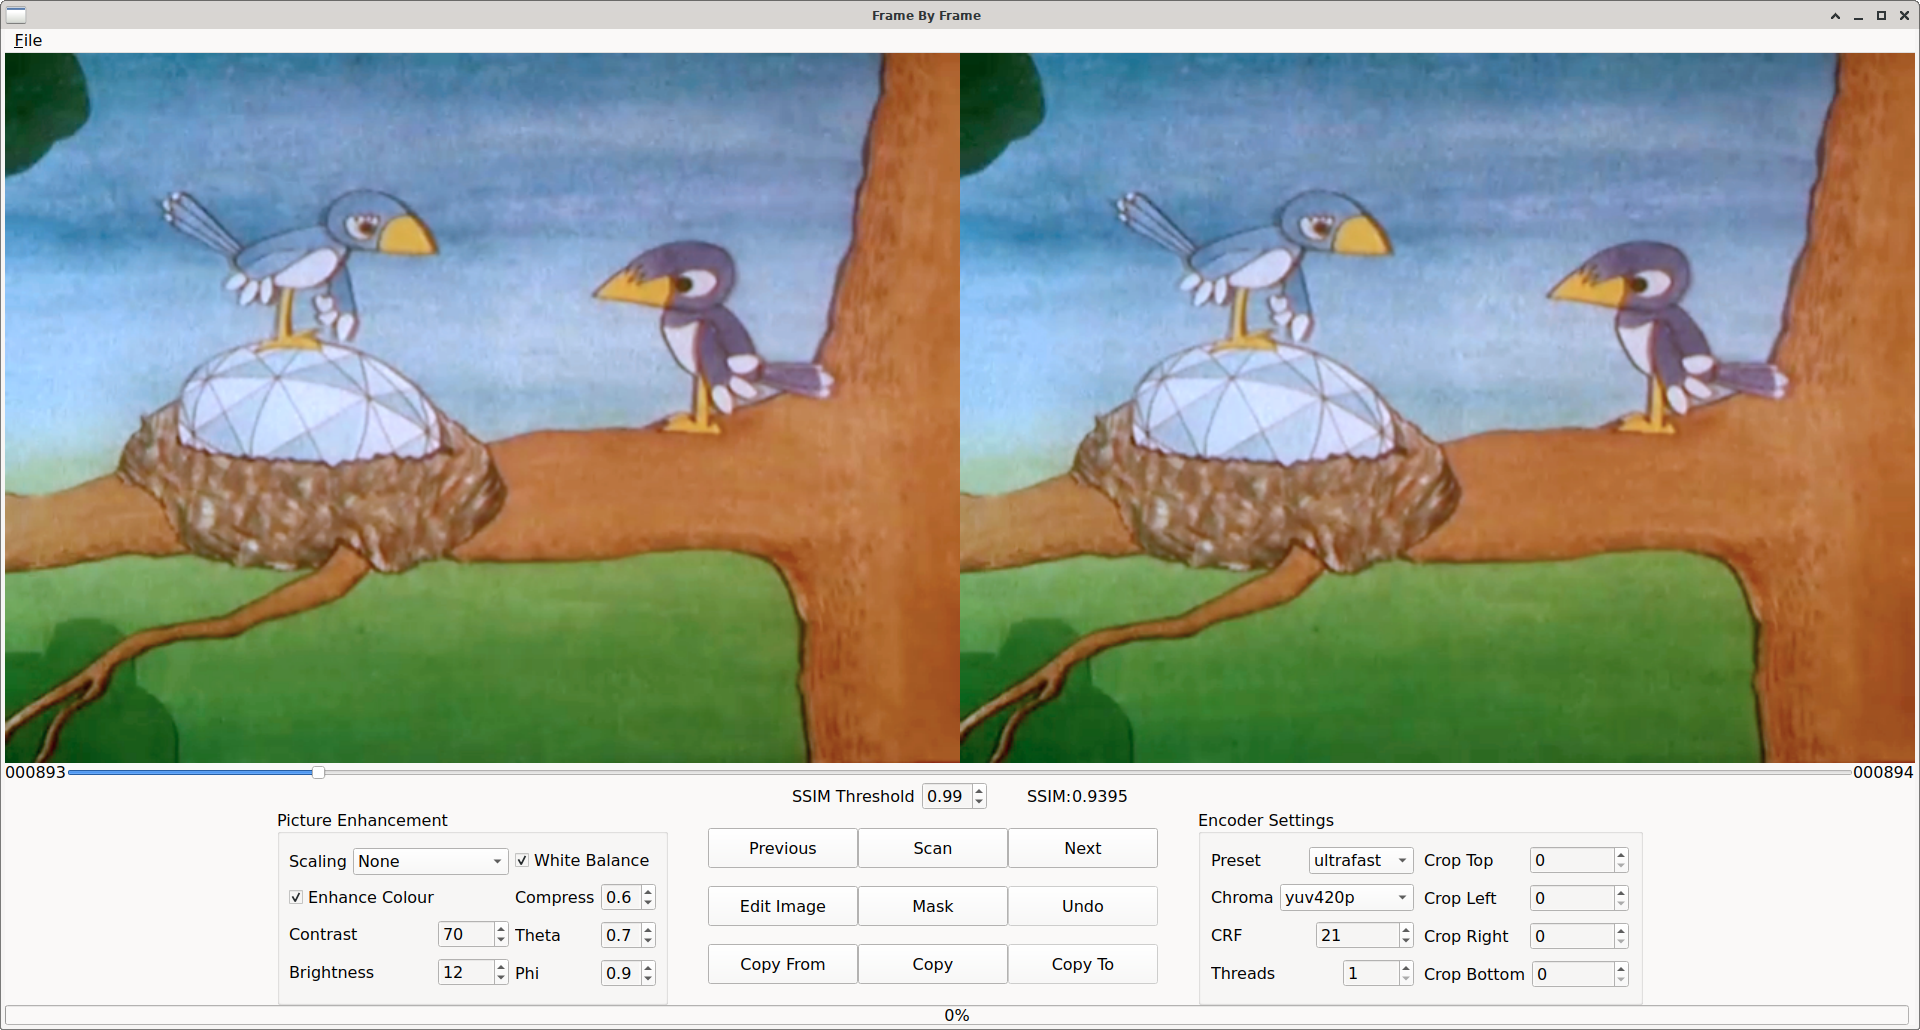 Frame By Frame
File
000893
000894
SSIM Threshold 0.99 SSIM:0.9395
Picture Enhancement
Scaling None White Balance
Enhance Colour Compress 0.6
Contrast 70 Theta 0.7
Brightness 12 Phi 0.9
Previous Scan Next
Edit Image Mask Undo
Copy From Copy Copy To
Encoder Settings
Preset ultrafast Crop Top 0
Chroma yuv420p Crop Left 0
CRF 21 Crop Right 0
Threads 1 Crop Bottom 0
0%